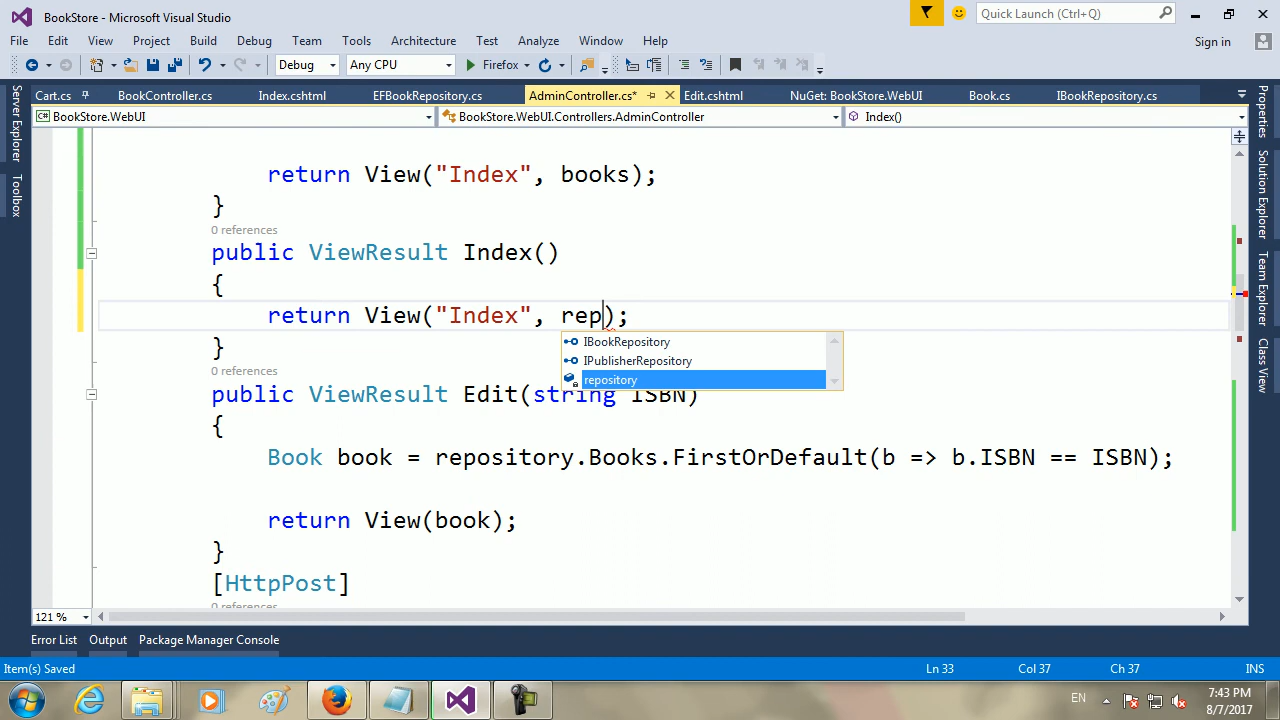 BookStore - Microsoft Visual Studio
Quick Launch (Ctrl+Q)
File Edit View Project Build Debug Team Tools Architecture Test Analyze Window Help
Sign in
Debug Any CPU Firefox
Cart.cs BookController.cs Index.cshtml EFBookRepository.cs AdminController.cs* Edit.cshtml NuGet: BookStore.WebUI Book.cs IBookRepository.cs
BookStore.WebUI BookStore.WebUI.Controllers.AdminController Index()
Server Explorer
Toolbox
Properties
Solution Explorer
Team Explorer
Class View
return View("Index", books);
}
0 references
public ViewResult Index()
{
return View("Index", rep);
IBookRepository
IPublisherRepository
repository
}
0 references
public ViewResult Edit(string ISBN)
{
Book book = repository.Books.FirstOrDefault(b => b.ISBN == ISBN);
return View(book);
}
[HttpPost]
0 references
121 %
Error List Output Package Manager Console
Item(s) Saved Ln 33 Col 37 Ch 37 INS
EN 7:43 PM
8/7/2017